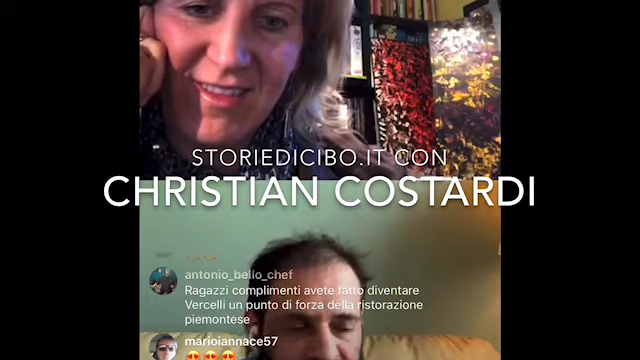 STORIEDICIBO.IT CON
CHRISTIAN COSTARDI
antonio_bello_chef
Ragazzi complimenti avete fatto diventare
Vercelli un punto di forza della ristorazione
piemontese
marioiannace57
😍😍😍